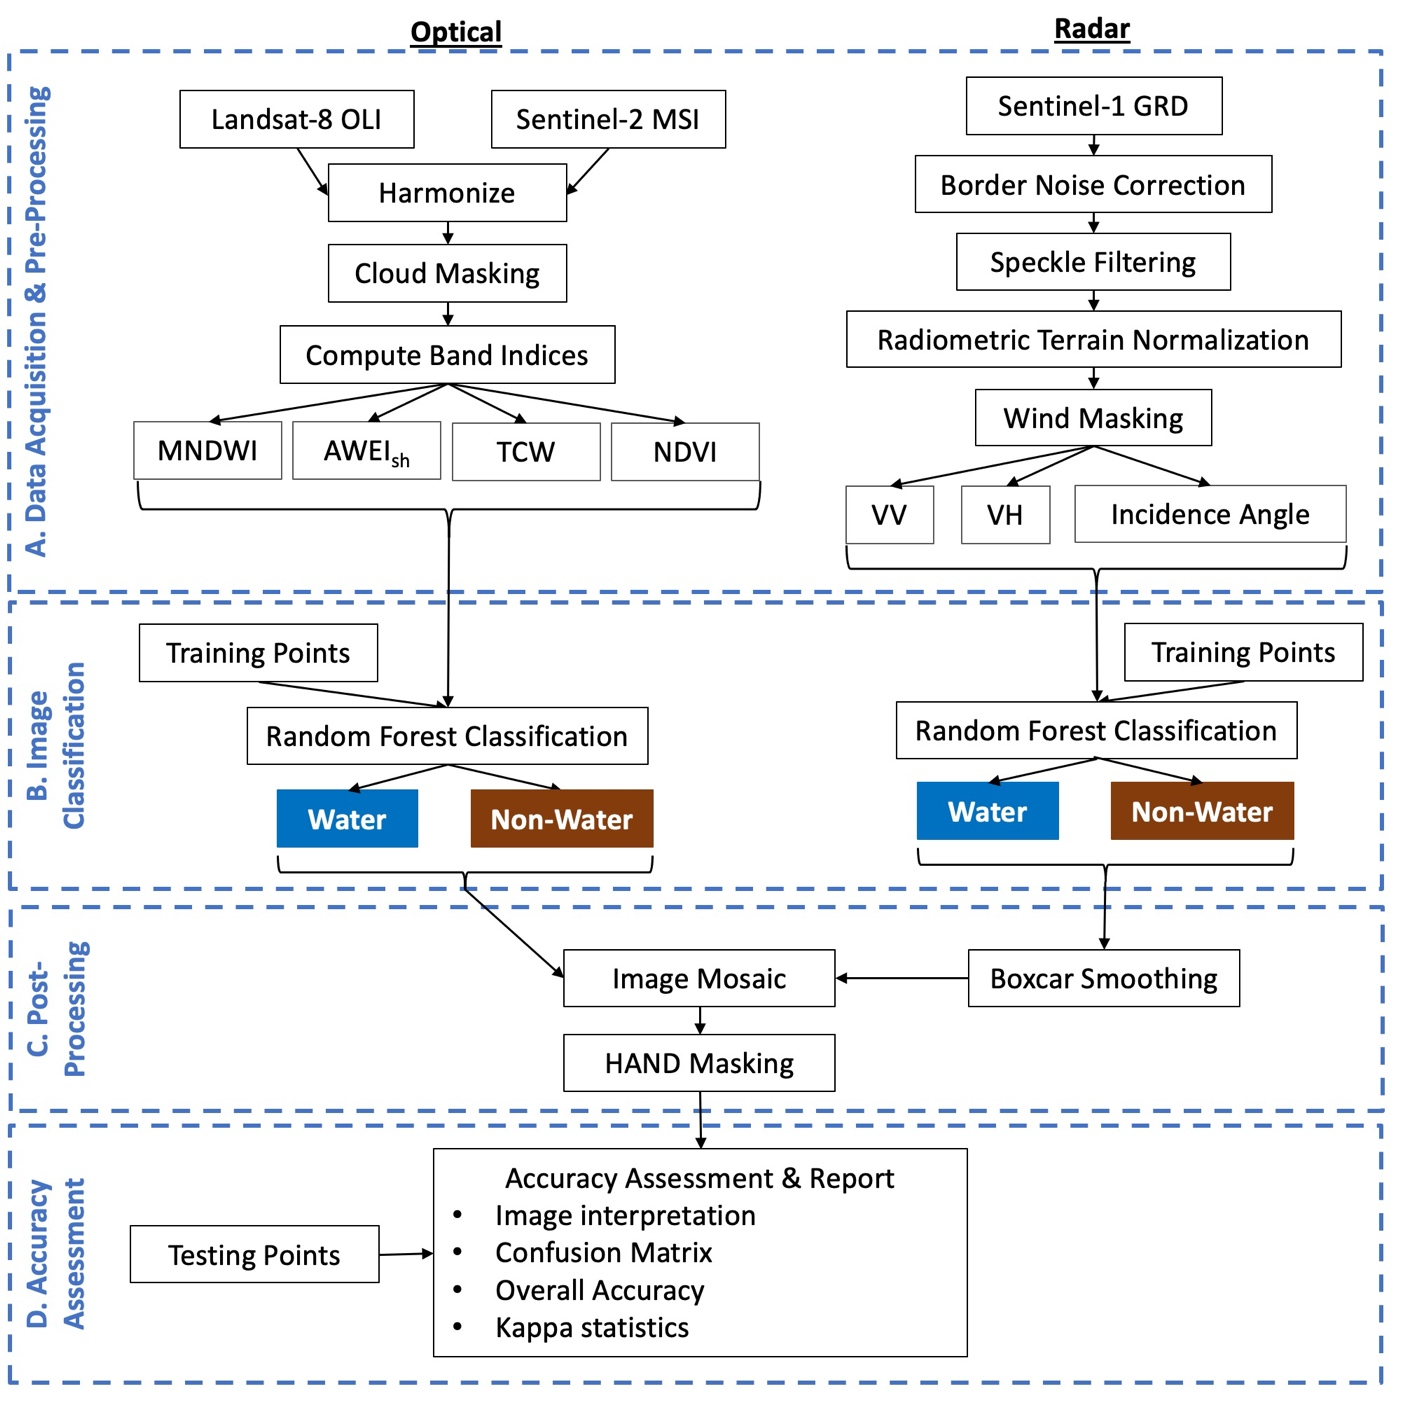 Optical
Radar
A. Data Acquisition & Pre-Processing
Landsat-8 OLI
Sentinel-2 MSI
Harmonize
Cloud Masking
Compute Band Indices
MNDWI
AWEIsh
TCW
NDVI
Sentinel-1 GRD
Border Noise Correction
Speckle Filtering
Radiometric Terrain Normalization
Wind Masking
VV
VH
Incidence Angle
B. Image
Classification
Training Points
Random Forest Classification
Water
Non-Water
Training Points
Random Forest Classification
Water
Non-Water
C. Post-
Processing
Image Mosaic
Boxcar Smoothing
HAND Masking
D. Accuracy
Assessment
Testing Points
Accuracy Assessment & Report
• Image interpretation
• Confusion Matrix
• Overall Accuracy
• Kappa statistics